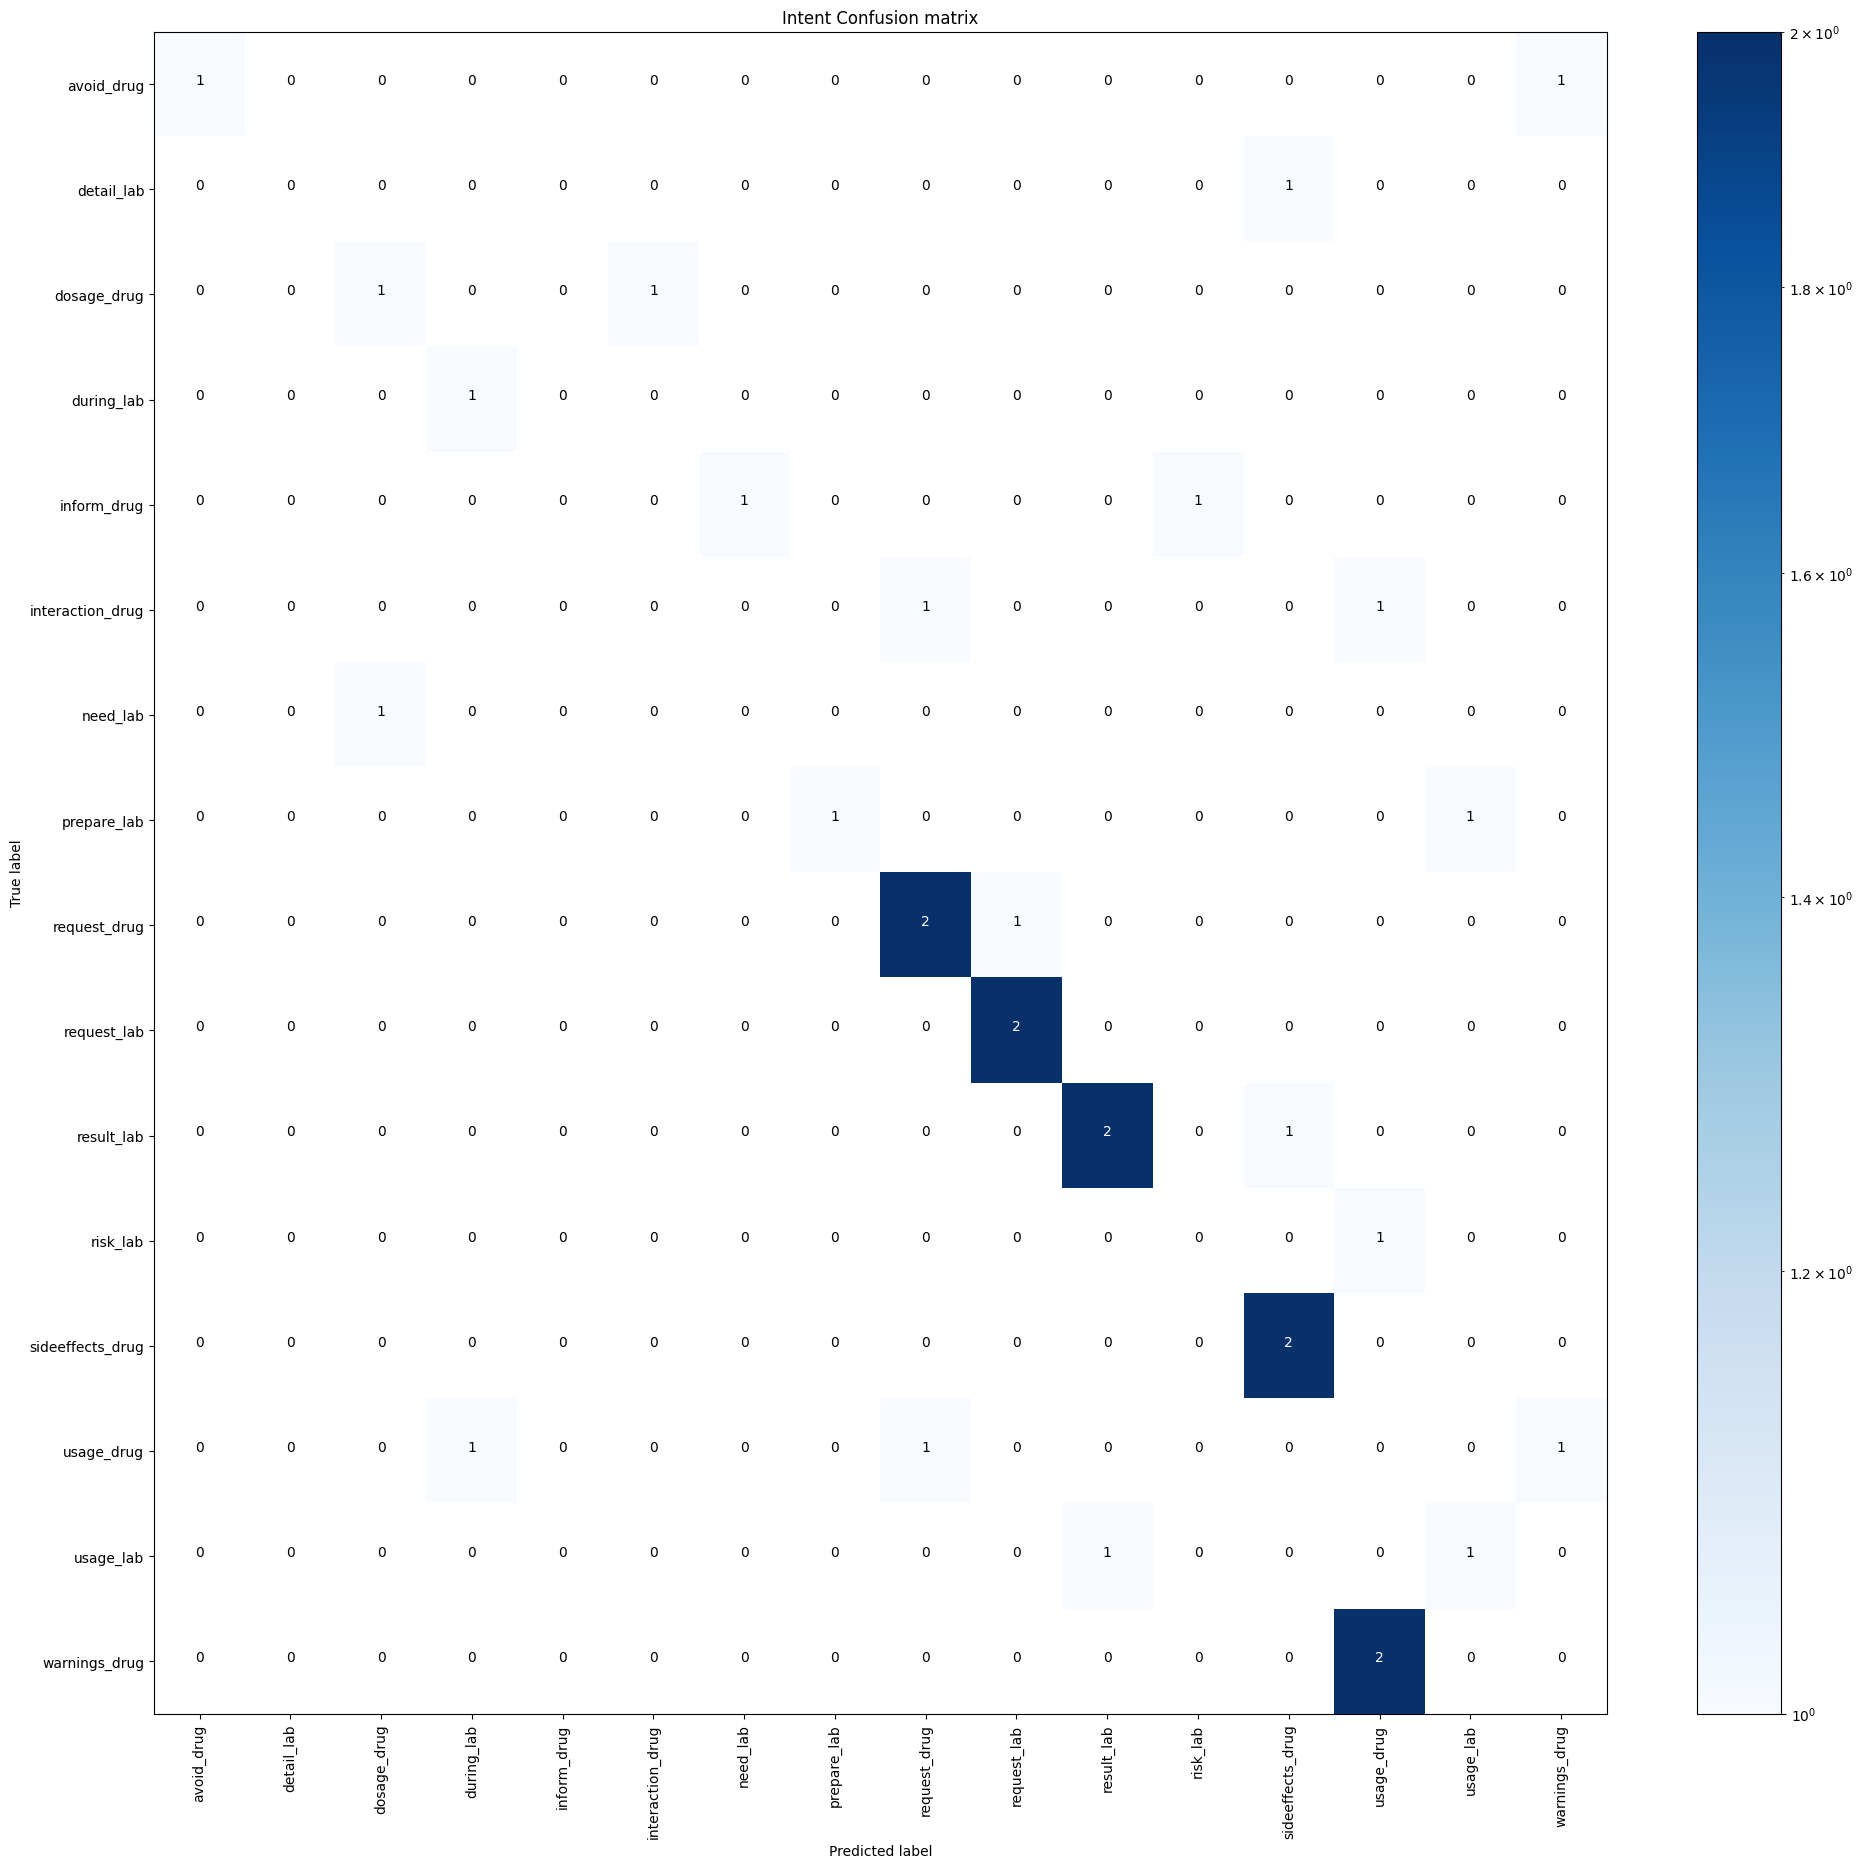 Intent Confusion matrix
avoid_drug 1 0 0 0 0 0 0 0 0 0 0 0 0 0 0 1
detail_lab 0 0 0 0 0 0 0 0 0 0 0 0 1 0 0 0
dosage_drug 0 0 1 0 0 1 0 0 0 0 0 0 0 0 0 0
during_lab 0 0 0 1 0 0 0 0 0 0 0 0 0 0 0 0
inform_drug 0 0 0 0 0 0 1 0 0 0 0 1 0 0 0 0
interaction_drug 0 0 0 0 0 0 0 0 1 0 0 0 0 1 0 0
need_lab 0 0 1 0 0 0 0 0 0 0 0 0 0 0 0 0
prepare_lab 0 0 0 0 0 0 0 1 0 0 0 0 0 0 1 0
request_drug 0 0 0 0 0 0 0 0 2 1 0 0 0 0 0 0
request_lab 0 0 0 0 0 0 0 0 0 2 0 0 0 0 0 0
result_lab 0 0 0 0 0 0 0 0 0 0 2 0 1 0 0 0
risk_lab 0 0 0 0 0 0 0 0 0 0 0 0 0 1 0 0
sideeffects_drug 0 0 0 0 0 0 0 0 0 0 0 0 2 0 0 0
usage_drug 0 0 0 1 0 0 0 0 1 0 0 0 0 0 0 1
usage_lab 0 0 0 0 0 0 0 0 0 0 1 0 0 0 1 0
warnings_drug 0 0 0 0 0 0 0 0 0 0 0 0 0 2 0 0
True label
avoid_drug
detail_lab
dosage_drug
during_lab
inform_drug
interaction_drug
need_lab
prepare_lab
request_drug
request_lab
result_lab
risk_lab
sideeffects_drug
usage_drug
usage_lab
warnings_drug
Predicted label
2 × 10⁰
1.8 × 10⁰
1.6 × 10⁰
1.4 × 10⁰
1.2 × 10⁰
10⁰